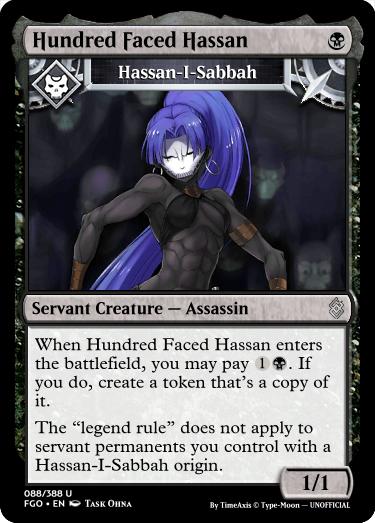 Hundred Faced Hassan
Hassan-I-Sabbah
Servant Creature — Assassin
When Hundred Faced Hassan enters
the battlefield, you may pay 1. If
you do, create a token that's a copy of
it.
The “legend rule” does not apply to
servant permanents you control with a
Hassan-I-Sabbah origin.
1/1
088/388 U
FGO • EN Task Ohna
By TimeAxis © Type-Moon — UNOFFICIAL